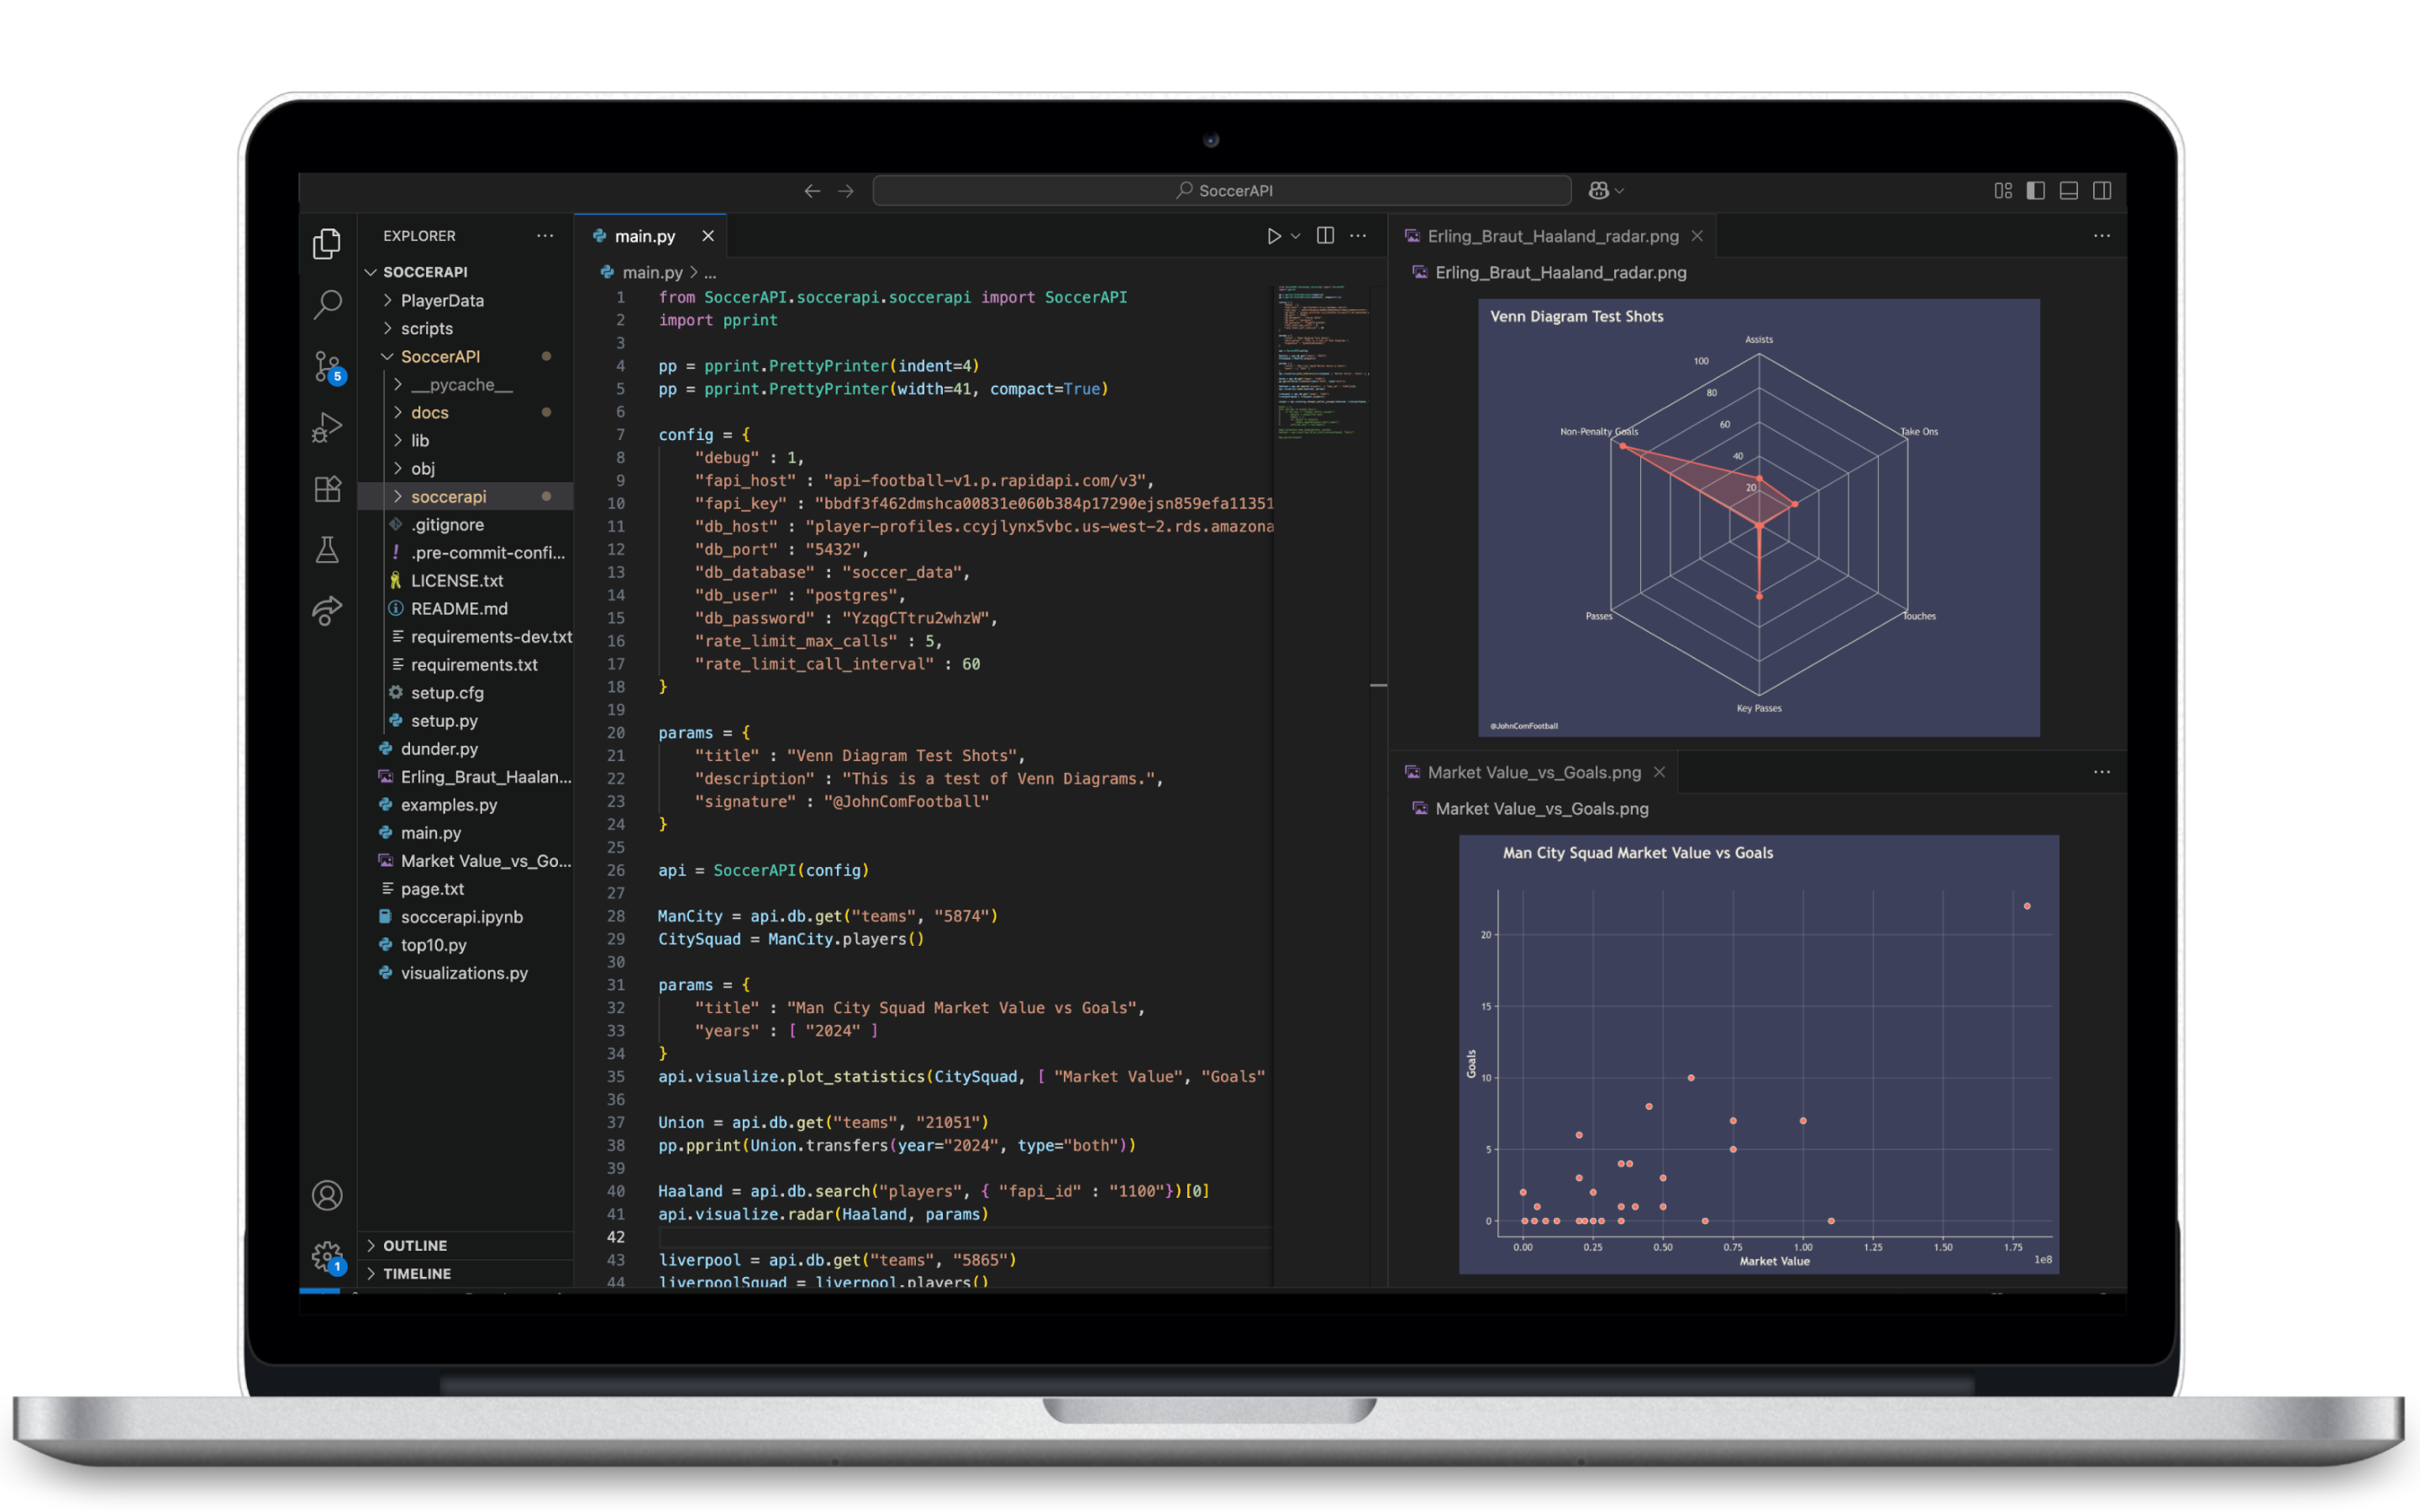 SoccerAPI
EXPLORER
SOCCERAPI
PlayerData
scripts
SoccerAPI
__pycache__
docs
lib
obj
soccerapi
.gitignore
.pre-commit-confi...
LICENSE.txt
README.md
requirements-dev.txt
requirements.txt
setup.cfg
setup.py
dunder.py
Erling_Braut_Haalan...
examples.py
main.py
Market Value_vs_Go...
page.txt
soccerapi.ipynb
top10.py
visualizations.py
OUTLINE
TIMELINE
5
1
main.py
main.py > ...
1 from SoccerAPI.soccerapi.soccerapi import SoccerAPI
2 import pprint
3
4 pp = pprint.PrettyPrinter(indent=4)
5 pp = pprint.PrettyPrinter(width=41, compact=True)
6
7 config = {
8 "debug" : 1,
9 "fapi_host" : "api-football-v1.p.rapidapi.com/v3",
10 "fapi_key" : "bbdf3f462dmshca00831e060b384p17290ejsn859efa11351
11 "db_host" : "player-profiles.ccyjlynx5vbc.us-west-2.rds.amazona
12 "db_port" : "5432",
13 "db_database" : "soccer_data",
14 "db_user" : "postgres",
15 "db_password" : "YzqgCTtru2whzW",
16 "rate_limit_max_calls" : 5,
17 "rate_limit_call_interval" : 60
18 }
19
20 params = {
21 "title" : "Venn Diagram Test Shots",
22 "description" : "This is a test of Venn Diagrams.",
23 "signature" : "@JohnComFootball"
24 }
25
26 api = SoccerAPI(config)
27
28 ManCity = api.db.get("teams", "5874")
29 CitySquad = ManCity.players()
30
31 params = {
32 "title" : "Man City Squad Market Value vs Goals",
33 "years" : [ "2024" ]
34 }
35 api.visualize.plot_statistics(CitySquad, [ "Market Value", "Goals"
36
37 Union = api.db.get("teams", "21051")
38 pp.pprint(Union.transfers(year="2024", type="both"))
39
40 Haaland = api.db.search("players", { "fapi_id" : "1100"})[0]
41 api.visualize.radar(Haaland, params)
42
43 liverpool = api.db.get("teams", "5865")
44 liverpoolSquad = liverpool.players()
Erling_Braut_Haaland_radar.png
Erling_Braut_Haaland_radar.png
Venn Diagram Test Shots
Assists
100
80
60
40
20
Non-Penalty Goals
Take Ons
Passes
Touches
Key Passes
@JohnComFootball
Market Value_vs_Goals.png
Market Value_vs_Goals.png
Man City Squad Market Value vs Goals
20
15
10
5
0
Goals
0.00 0.25 0.50 0.75 1.00 1.25 1.50 1.75
Market Value
1e8